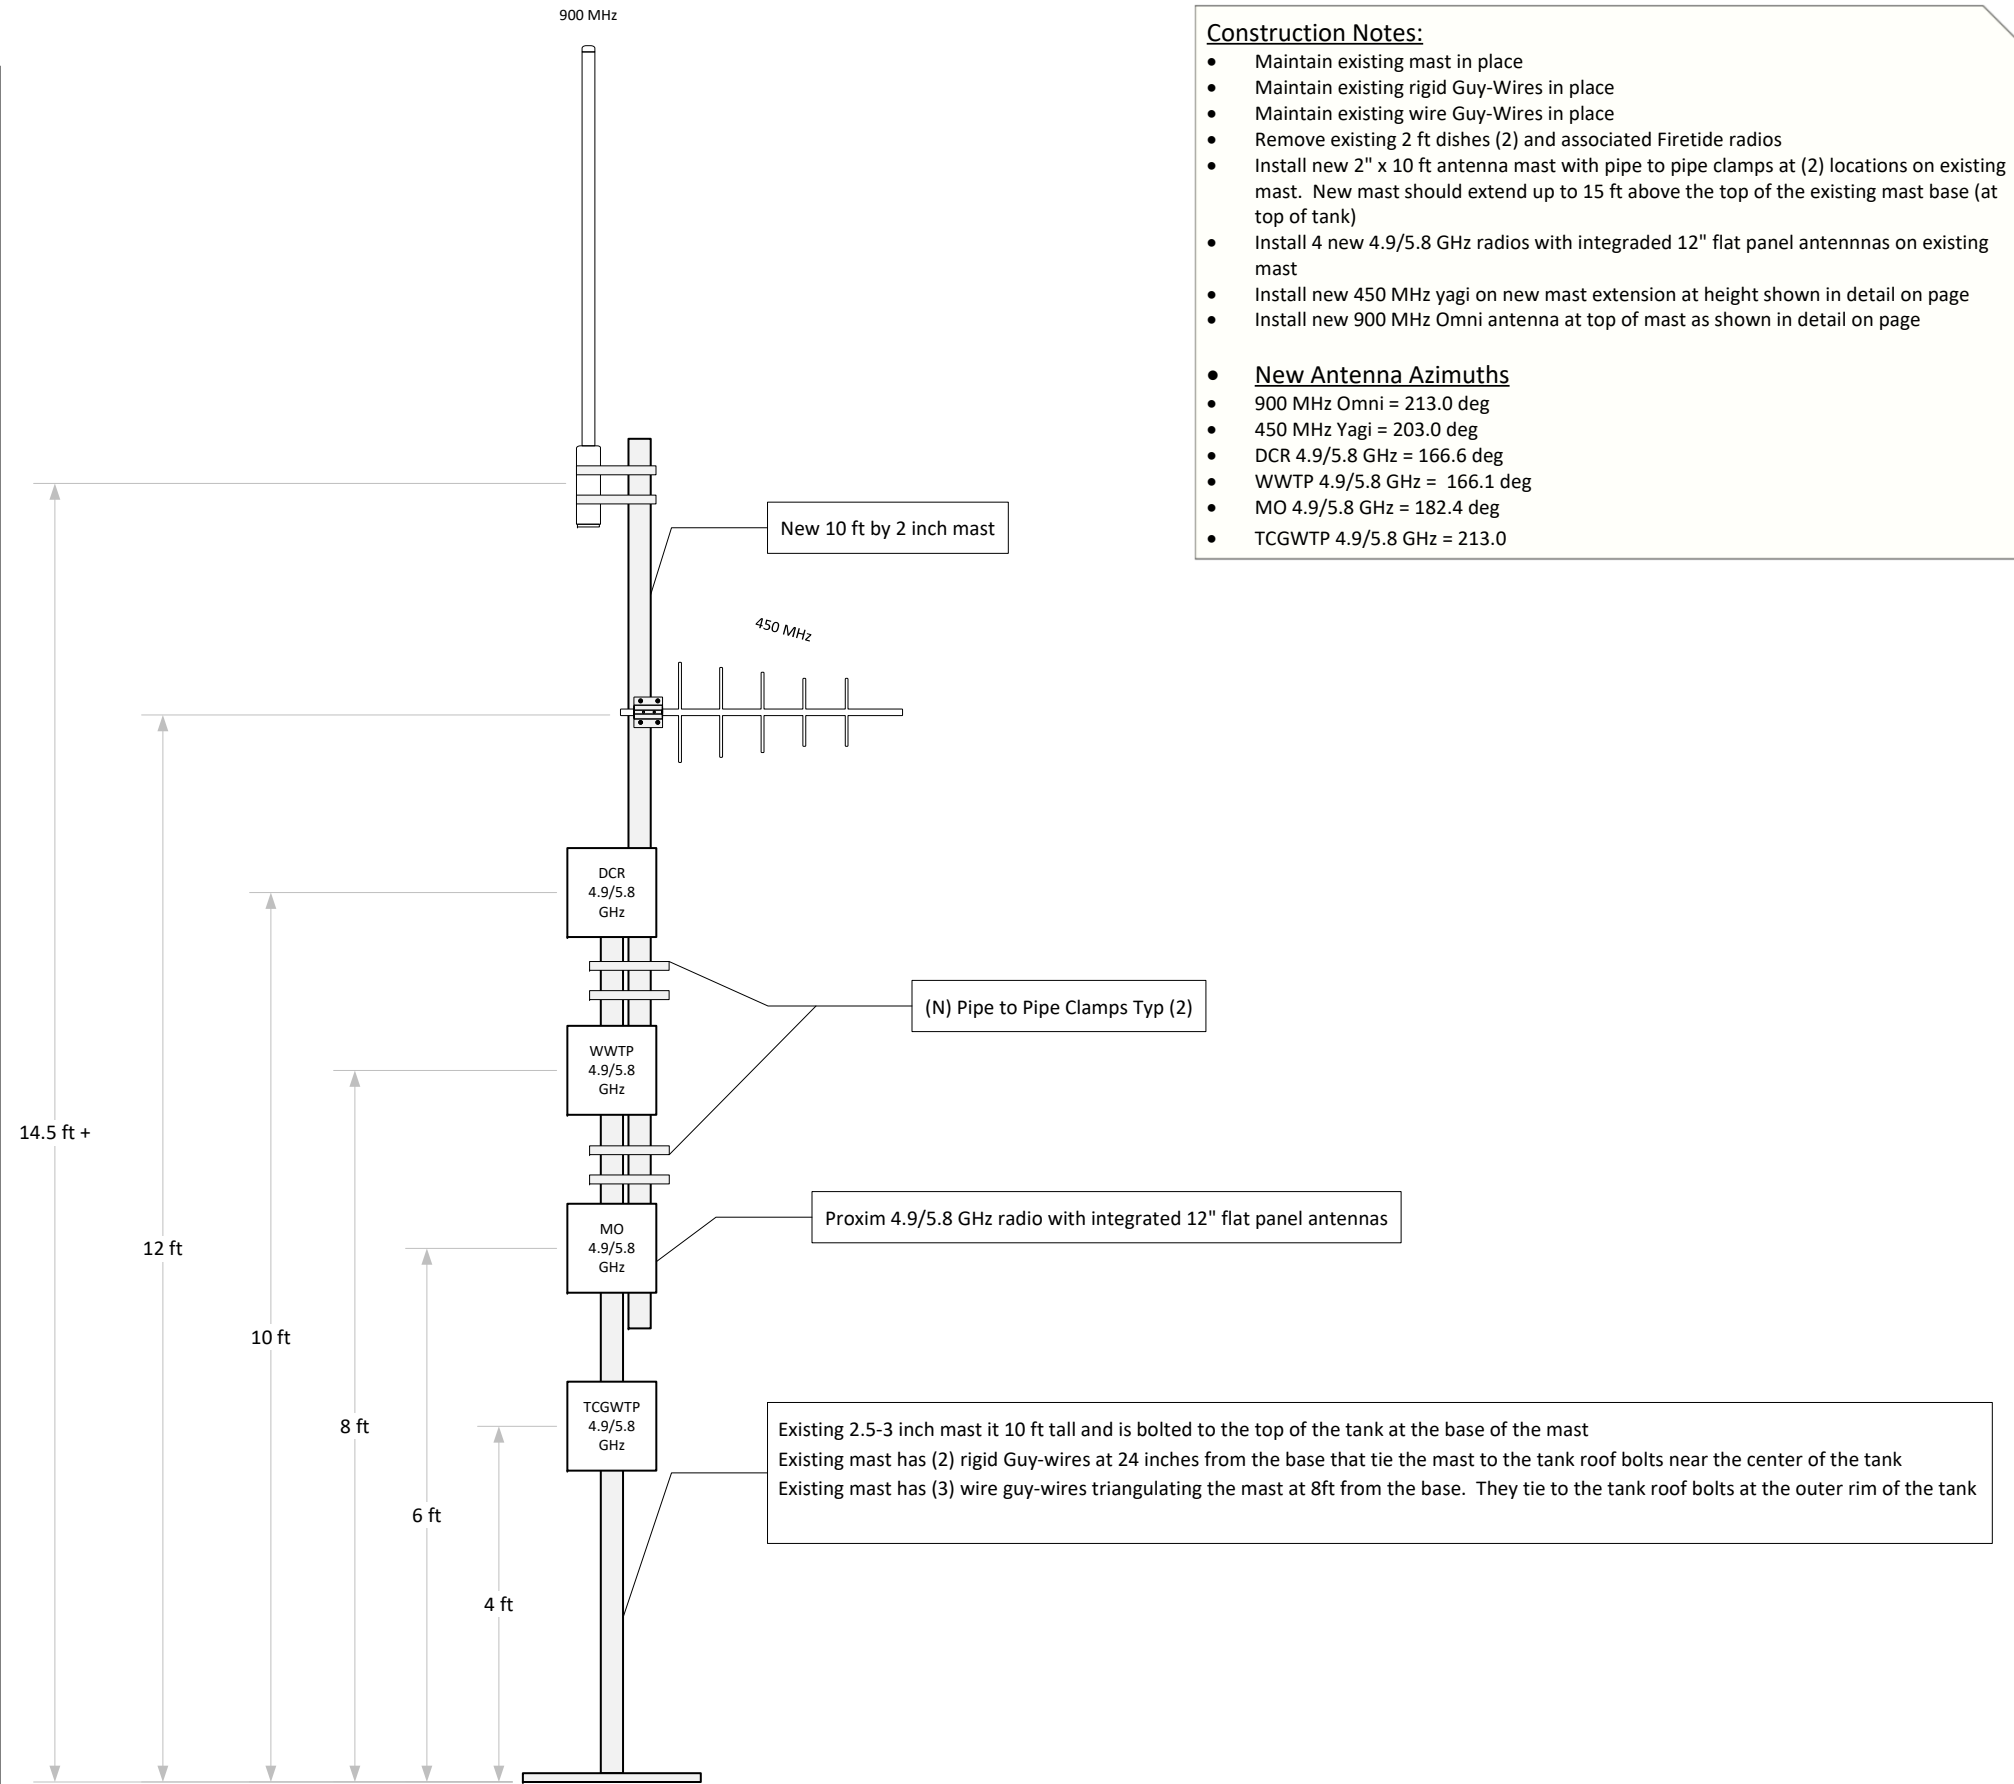 900 MHz
Construction Notes:
• Maintain existing mast in place
• Maintain existing rigid Guy-Wires in place
• Maintain existing wire Guy-Wires in place
• Remove existing 2 ft dishes (2) and associated Firetide radios
• Install new 2" x 10 ft antenna mast with pipe to pipe clamps at (2) locations on existing
mast. New mast should extend up to 15 ft above the top of the existing mast base (at
top of tank)
• Install 4 new 4.9/5.8 GHz radios with integraded 12" flat panel antennnas on existing
mast
• Install new 450 MHz yagi on new mast extension at height shown in detail on page
• Install new 900 MHz Omni antenna at top of mast as shown in detail on page
• New Antenna Azimuths
• 900 MHz Omni = 213.0 deg
• 450 MHz Yagi = 203.0 deg
• DCR 4.9/5.8 GHz = 166.6 deg
• WWTP 4.9/5.8 GHz = 166.1 deg
• MO 4.9/5.8 GHz = 182.4 deg
• TCGWTP 4.9/5.8 GHz = 213.0
New 10 ft by 2 inch mast
450 MHz
DCR
4.9/5.8
GHz
(N) Pipe to Pipe Clamps Typ (2)
WWTP
4.9/5.8
GHz
14.5 ft +
Proxim 4.9/5.8 GHz radio with integrated 12" flat panel antennas
MO
4.9/5.8
GHz
12 ft
10 ft
TCGWTP
4.9/5.8
GHz
8 ft
Existing 2.5-3 inch mast it 10 ft tall and is bolted to the top of the tank at the base of the mast
Existing mast has (2) rigid Guy-wires at 24 inches from the base that tie the mast to the tank roof bolts near the center of the tank
Existing mast has (3) wire guy-wires triangulating the mast at 8ft from the base. They tie to the tank roof bolts at the outer rim of the tank
6 ft
4 ft